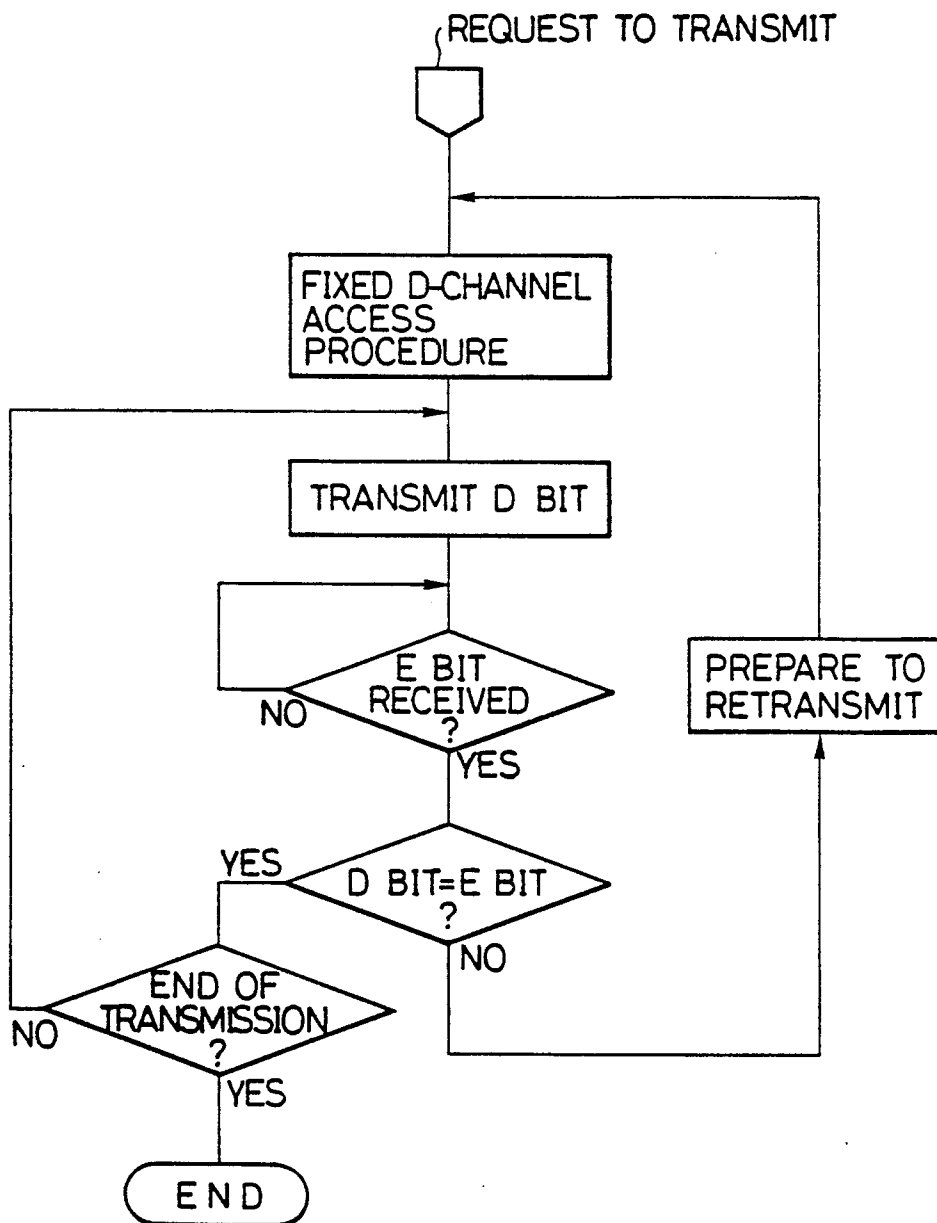 REQUEST TO TRANSMIT
FIXED D-CHANNEL
ACCESS
PROCEDURE
TRANSMIT D BIT
E BIT
RECEIVED
?
NO
YES
PREPARE TO
RETRANSMIT
YES
D BIT=E BIT
?
NO
END OF
TRANSMISSION
?
NO
YES
END